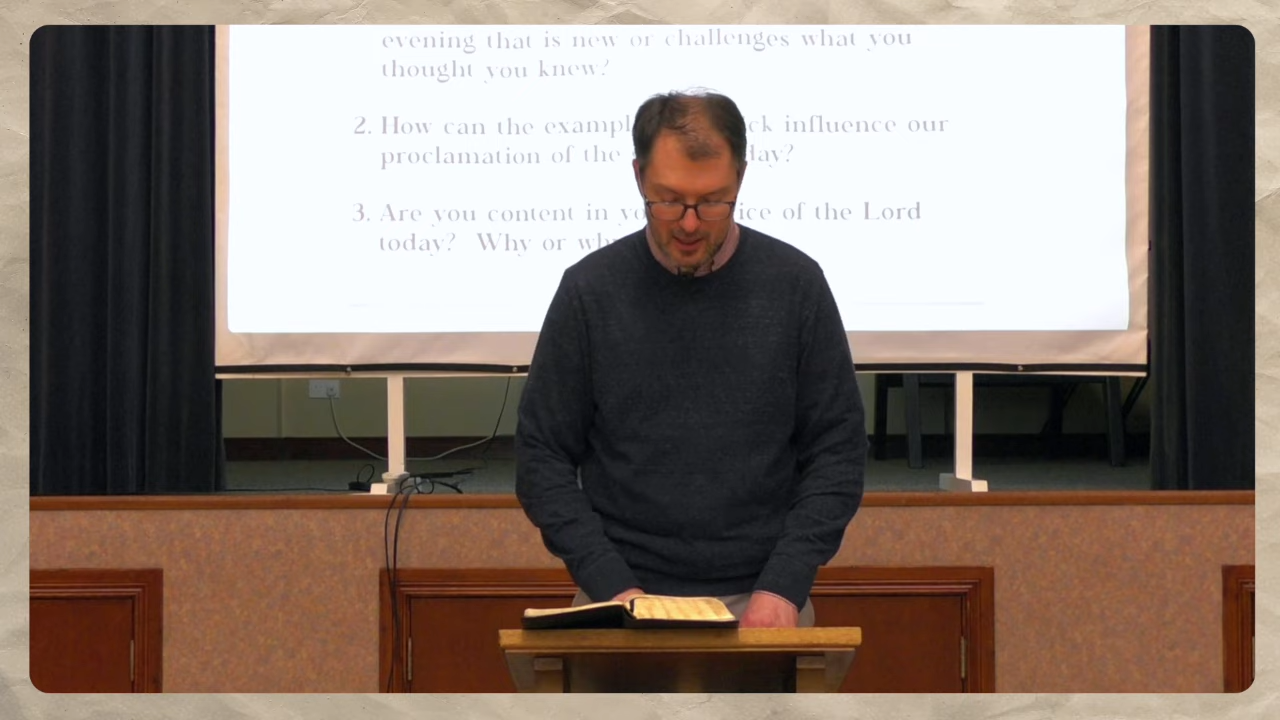 evening that is new or challenges what you
thought you knew?
2. How can the exampl ck influence our
proclamation of the day?
3. Are you content in yo ice of the Lord
today? Why or wh